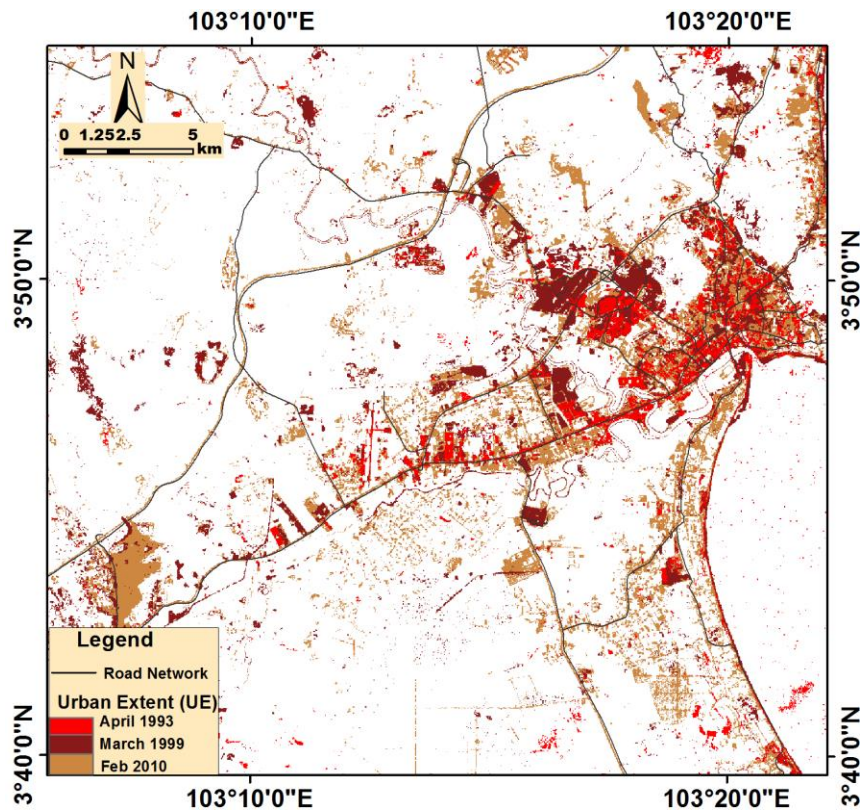 103°10'0"E 103°20'0"E
N
0 1.25 2.5 5
km
3°50'0"N 3°50'0"N
Legend
Road Network
Urban Extent (UE)
April 1993
March 1999
Feb 2010
3°40'0"N 3°40'0"N
103°10'0"E 103°20'0"E